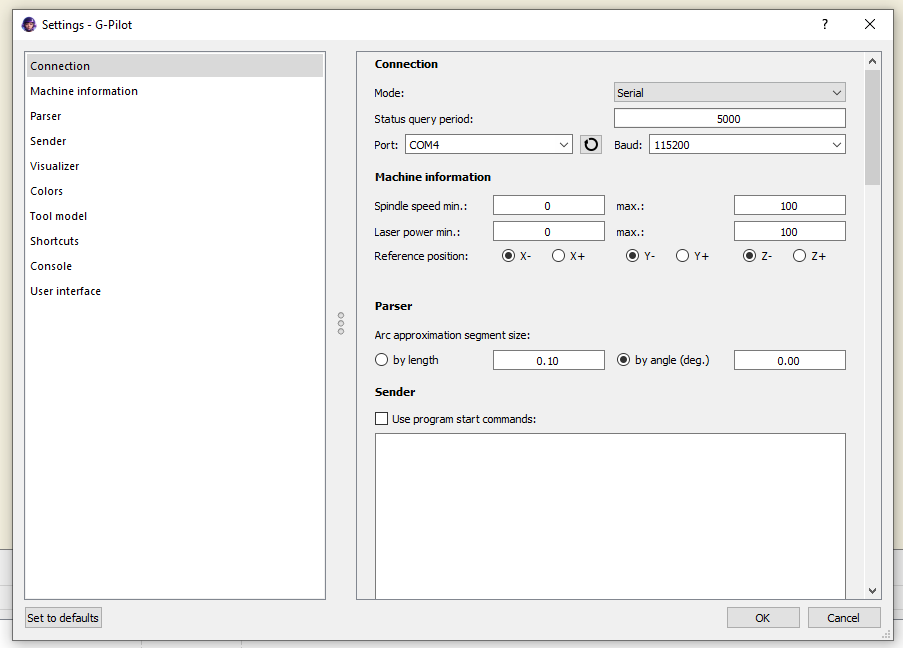 Settings - G-Pilot ?
Connection
Machine information
Parser
Sender
Visualizer
Colors
Tool model
Shortcuts
Console
User interface
Connection
Mode: Serial
Status query period: 5000
Port: COM4 Baud: 115200
Machine information
Spindle speed min.: 0 max.: 100
Laser power min.: 0 max.: 100
Reference position: X- X+ Y- Y+ Z- Z+
Parser
Arc approximation segment size:
by length 0.10 by angle (deg.) 0.00
Sender
Use program start commands:
Set to defaults OK Cancel